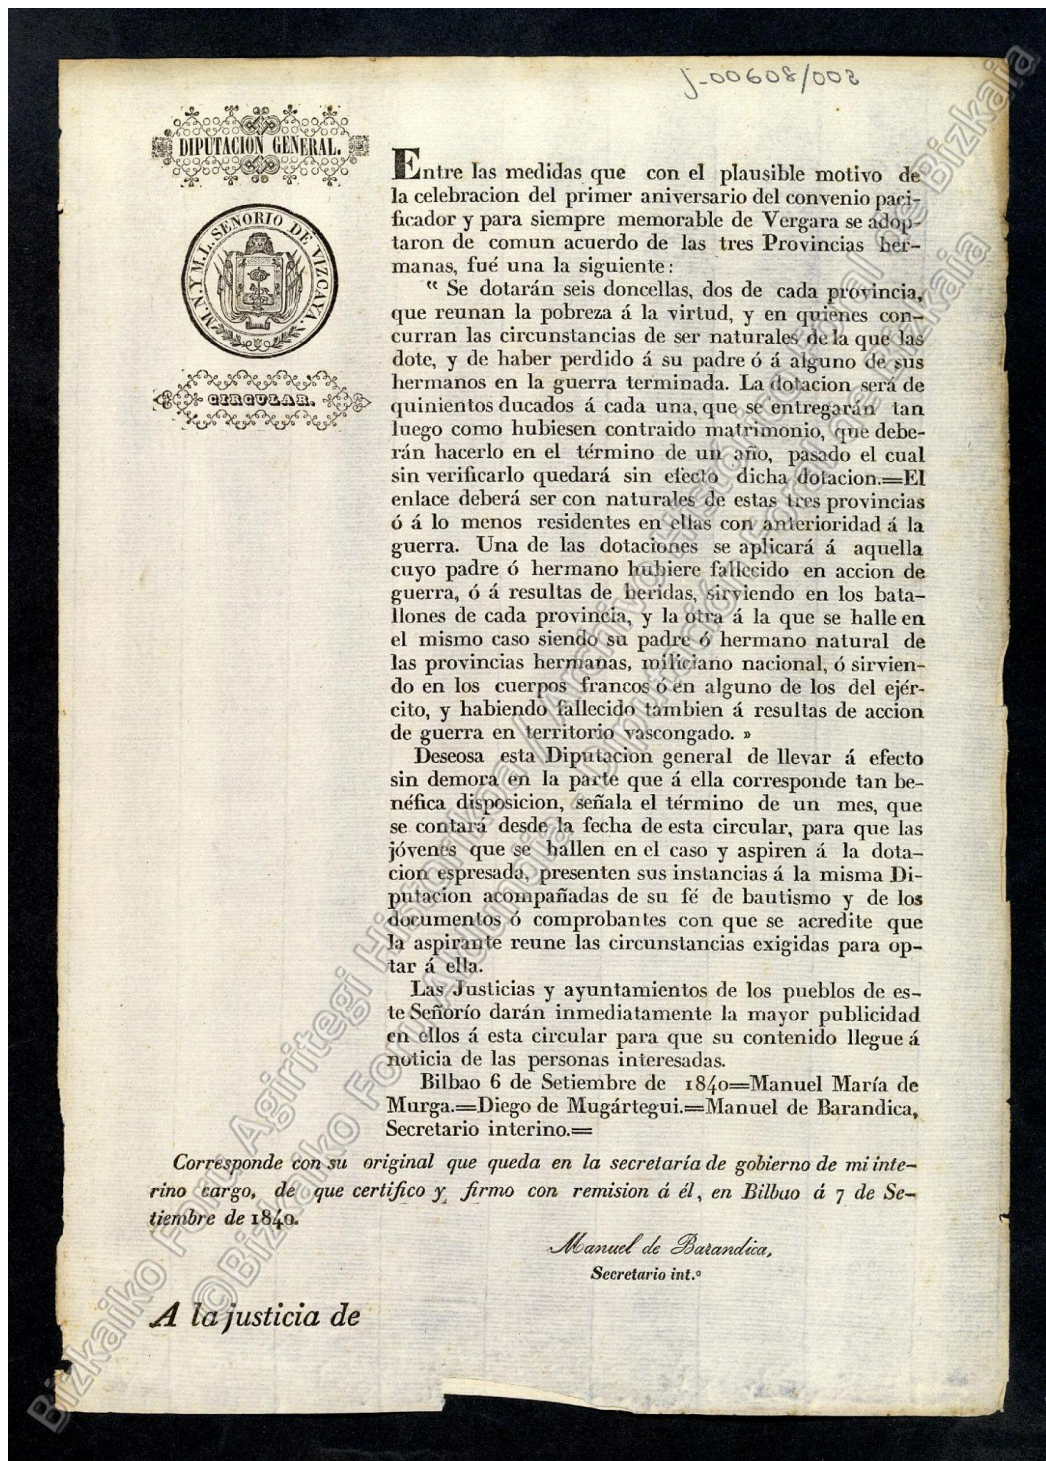 j-00608/002
DIPUTACION GENERAL.
M. N. Y M. L. SEÑORIO DE VIZCAYA.
CIRCULAR.
Entre las medidas que con el plausible motivo de
la celebracion del primer aniversario del convenio paci-
ficador y para siempre memorable de Vergara se adop-
taron de comun acuerdo de las tres Provincias her-
manas, fué una la siguiente:
“ Se dotarán seis doncellas, dos de cada provincia,
que reunan la pobreza á la virtud, y en quienes con-
curran las circunstancias de ser naturales de la que las
dote, y de haber perdido á su padre ó á alguno de sus
hermanos en la guerra terminada. La dotacion será de
quinientos ducados á cada una, que se entregarán tan
luego como hubiesen contraido matrimonio, que debe-
rán hacerlo en el término de un año, pasado el cual
sin verificarlo quedará sin efecto dicha dotacion.=El
enlace deberá ser con naturales de estas tres provincias
ó á lo menos residentes en ellas con anterioridad á la
guerra. Una de las dotaciones se aplicará á aquella
cuyo padre ó hermano hubiere fallecido en accion de
guerra, ó á resultas de heridas, sirviendo en los bata-
llones de cada provincia, y la otra á la que se halle en
el mismo caso siendo su padre ó hermano natural de
las provincias hermanas, miliciano nacional, ó sirvien-
do en los cuerpos francos ó en alguno de los del ejér-
cito, y habiendo fallecido tambien á resultas de accion
de guerra en territorio vascongado. »
Deseosa esta Diputacion general de llevar á efecto
sin demora en la parte que á ella corresponde tan be-
néfica disposicion, señala el término de un mes, que
se contará desde la fecha de esta circular, para que las
jóvenes que se hallen en el caso y aspiren á la dota-
cion espresada, presenten sus instancias á la misma Di-
putacion acompañadas de su fé de bautismo y de los
documentos ó comprobantes con que se acredite que
la aspirante reune las circunstancias exigidas para op-
tar á ella.
Las Justicias y ayuntamientos de los pueblos de es-
te Señorío darán inmediatamente la mayor publicidad
en ellos á esta circular para que su contenido llegue á
noticia de las personas interesadas.
Bilbao 6 de Setiembre de 1840=Manuel María de
Murga.=Diego de Mugártegui.=Manuel de Barandica,
Secretario interino.=
Corresponde con su original que queda en la secretaría de gobierno de mi inte-
rino cargo, de que certifico y firmo con remision á él, en Bilbao á 7 de Se-
tiembre de 1840.
Manuel de Barandica,
Secretario int.º
A la justicia de
Bizkaiko Foru Agiritegi Historikoa / Archivo Histórico Foral de Bizkaia
©Bizkaiko Foru Aldundia - Diputación Foral de Bizkaia